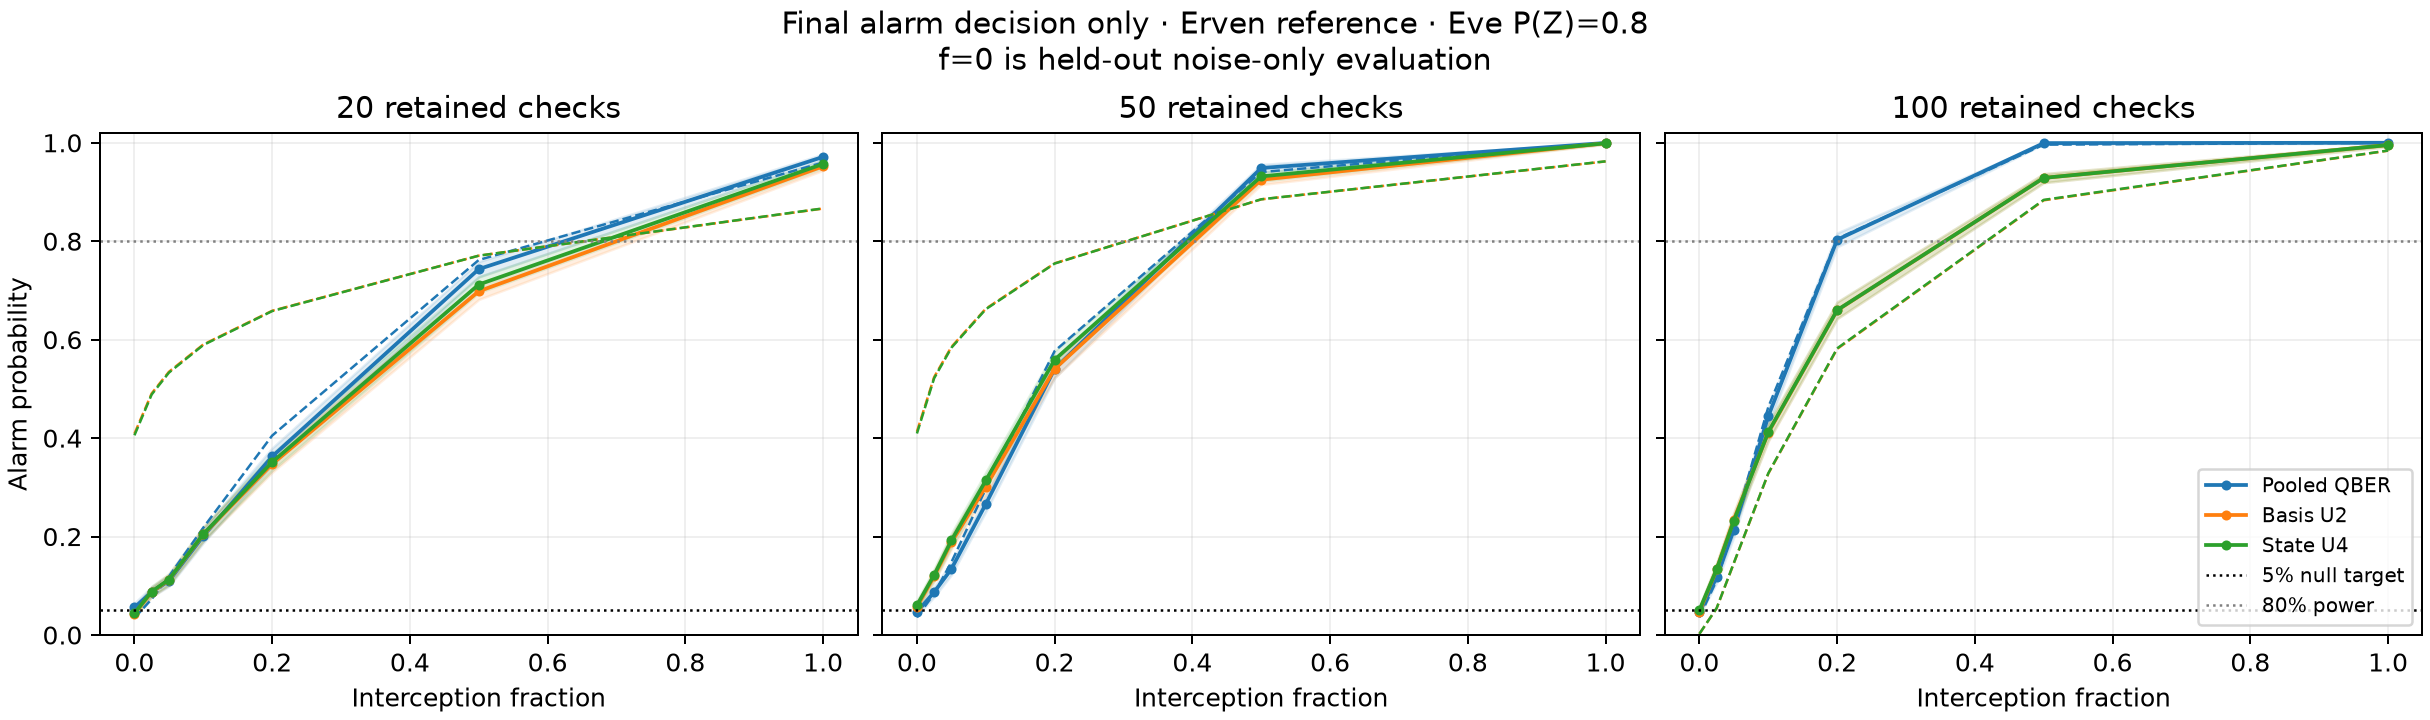 Final alarm decision only · Erven reference · Eve P(Z)=0.8
f=0 is held-out noise-only evaluation
20 retained checks
50 retained checks
100 retained checks
Alarm probability
1.0
0.8
0.6
0.4
0.2
0.0
0.0 0.2 0.4 0.6 0.8 1.0
Interception fraction
0.0 0.2 0.4 0.6 0.8 1.0
Interception fraction
Pooled QBER
Basis U2
State U4
5% null target
80% power
0.0 0.2 0.4 0.6 0.8 1.0
Interception fraction